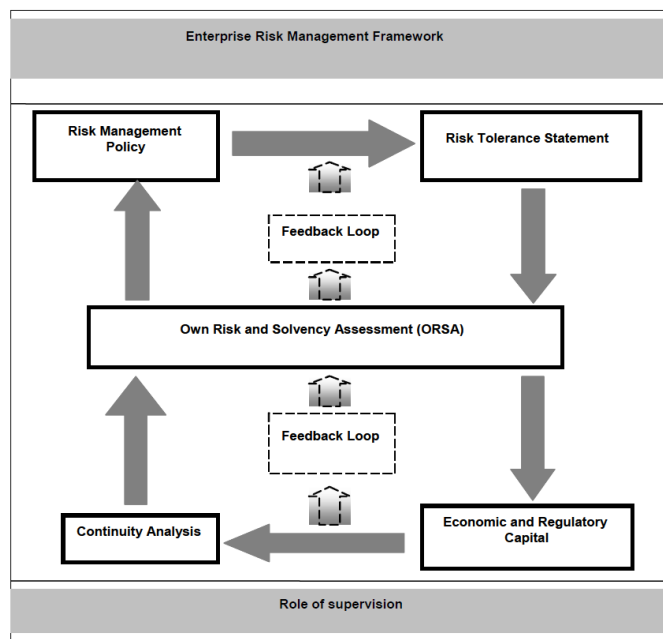 Enterprise Risk Management Framework
Risk Management
Policy
Risk Tolerance Statement
Feedback Loop
Own Risk and Solvency Assessment (ORSA)
Feedback Loop
Continuity Analysis
Economic and Regulatory
Capital
Role of supervision